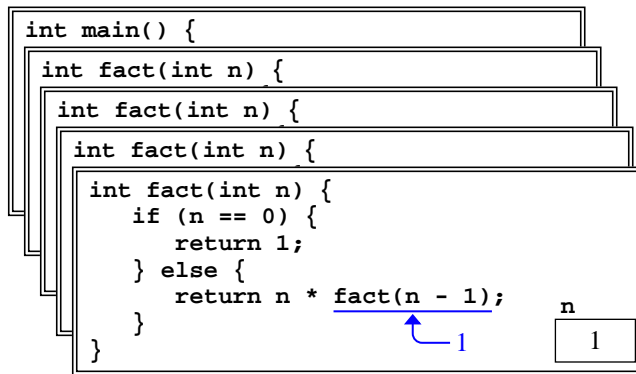 int main() {
int fact(int n) {
int fact(int n) {
int fact(int n) {
int fact(int n) {
if (n == 0) {
return 1;
} else {
return n * fact(n - 1);
}
}
1
n
1